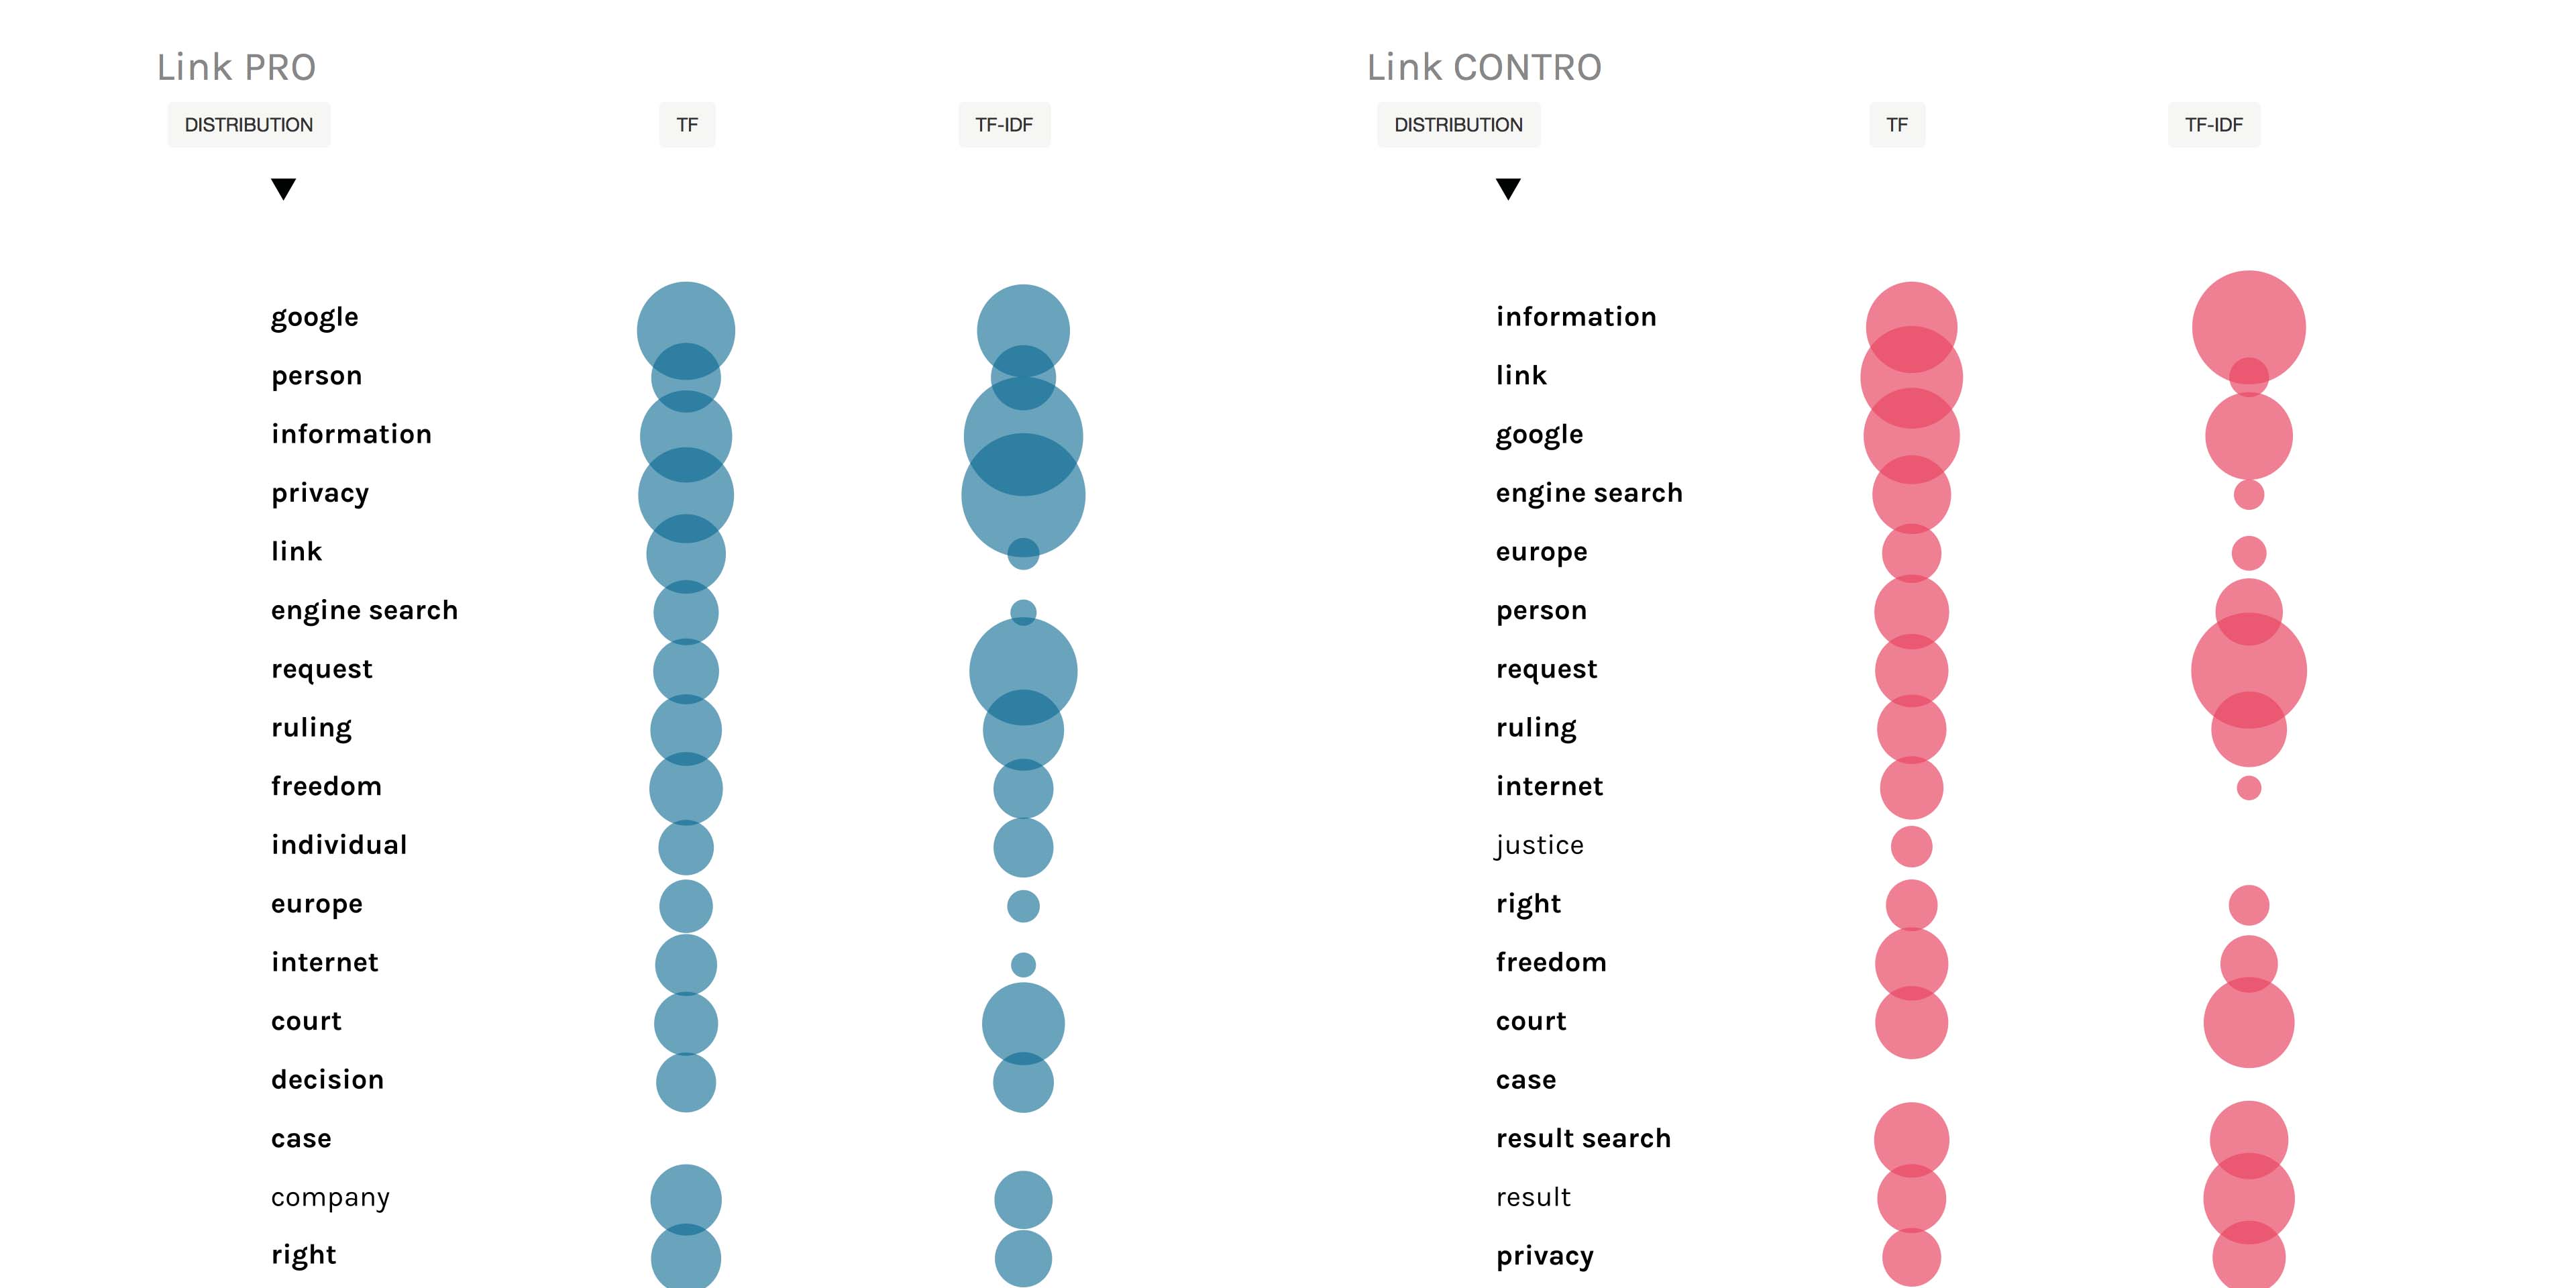 Link PRO
DISTRIBUTION TF TF-IDF
google
person
information
privacy
link
engine search
request
ruling
freedom
individual
europe
internet
court
decision
case
company
right
Link CONTRO
DISTRIBUTION TF TF-IDF
information
link
google
engine search
europe
person
request
ruling
internet
justice
right
freedom
court
case
result search
result
privacy